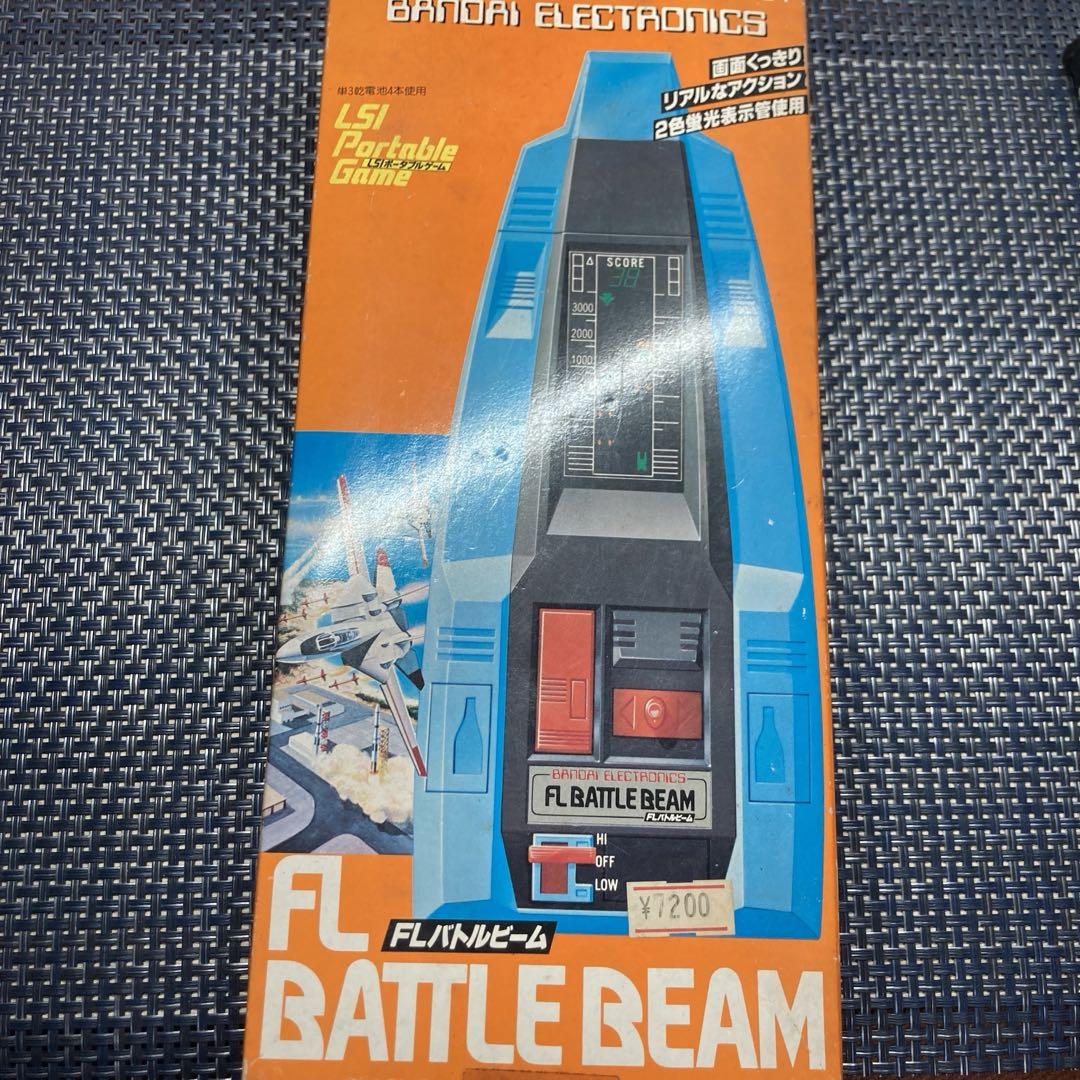 BANDAI ELECTRONICS
画面くっきり
リアルなアクション
2色蛍光表示管使用
単3乾電池4本使用
LSI
Portable
LSIポータブルゲーム
Game
SCORE
38
3000
2000
1000
BANDAI ELECTRONICS
FL BATTLE BEAM
FLバトルビーム
HI
OFF
LOW
¥7200
FL
FLバトルビーム
BATTLE BEAM